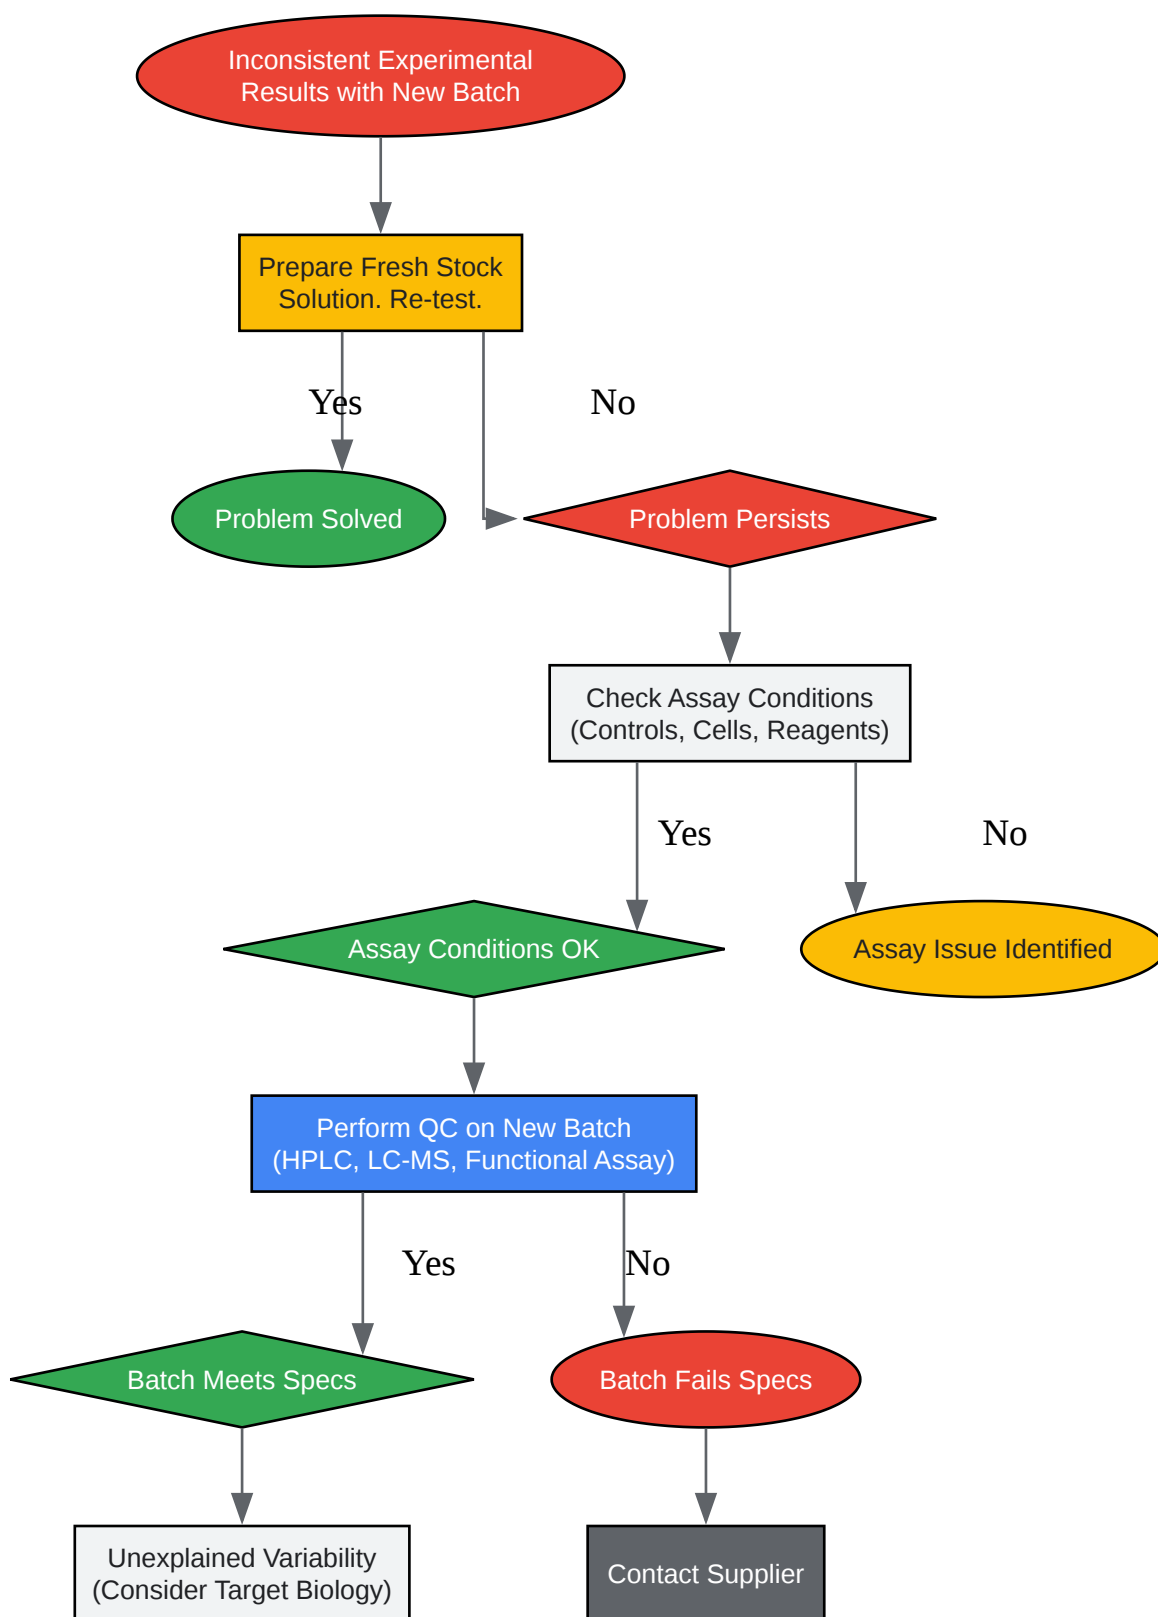 Inconsistent Experimental
Results with New Batch
Prepare Fresh Stock
Solution. Re-test.
Yes
No
Problem Solved
Problem Persists
Check Assay Conditions
(Controls, Cells, Reagents)
Yes
No
Assay Conditions OK
Assay Issue Identified
Perform QC on New Batch
(HPLC, LC-MS, Functional Assay)
Yes
No
Batch Meets Specs
Batch Fails Specs
Unexplained Variability
(Consider Target Biology)
Contact Supplier